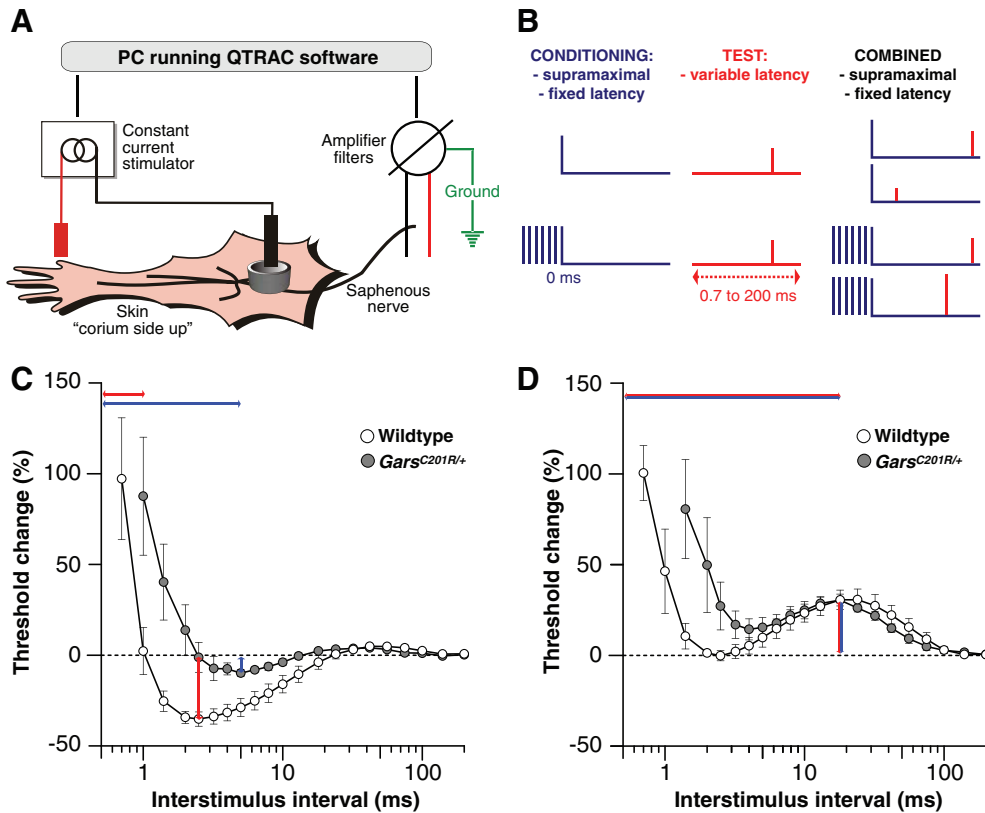 A
PC running QTRAC software
Constant
current
stimulator
Amplifier
filters
Ground
Saphenous
nerve
Skin
“corium side up”
B
CONDITIONING:
- supramaximal
- fixed latency
TEST:
- variable latency
COMBINED
- supramaximal
- fixed latency
0 ms
0.7 to 200 ms
C
150
100
50
0
-50
Threshold change (%)
Wildtype
Gars^C201R/+
1
10
100
Interstimulus interval (ms)
D
150
100
50
0
-50
Threshold change (%)
Wildtype
Gars^C201R/+
1
10
100
Interstimulus interval (ms)